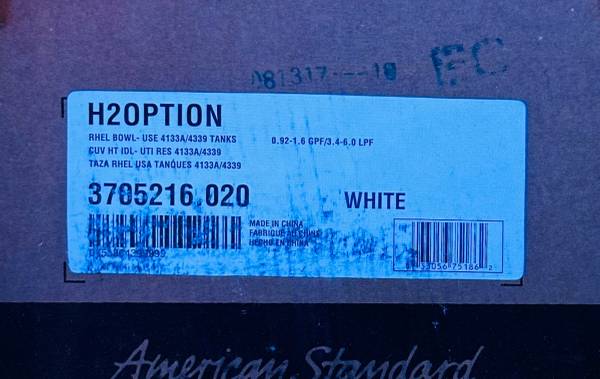 081317
EC
H2OPTION
RHEL BOWL- USE 4133A/4339 TANKS
0.92-1.6 GPF/3.4-6.0 LPF
CUV HT IDL- UTI RES 4133A/4339
TAZA RHEL USA TANQUES 4133A/4339
3705216.020
WHITE
MADE IN CHINA
FABRIQUE AU CHINE
HECHO EN CHINA
American Standard